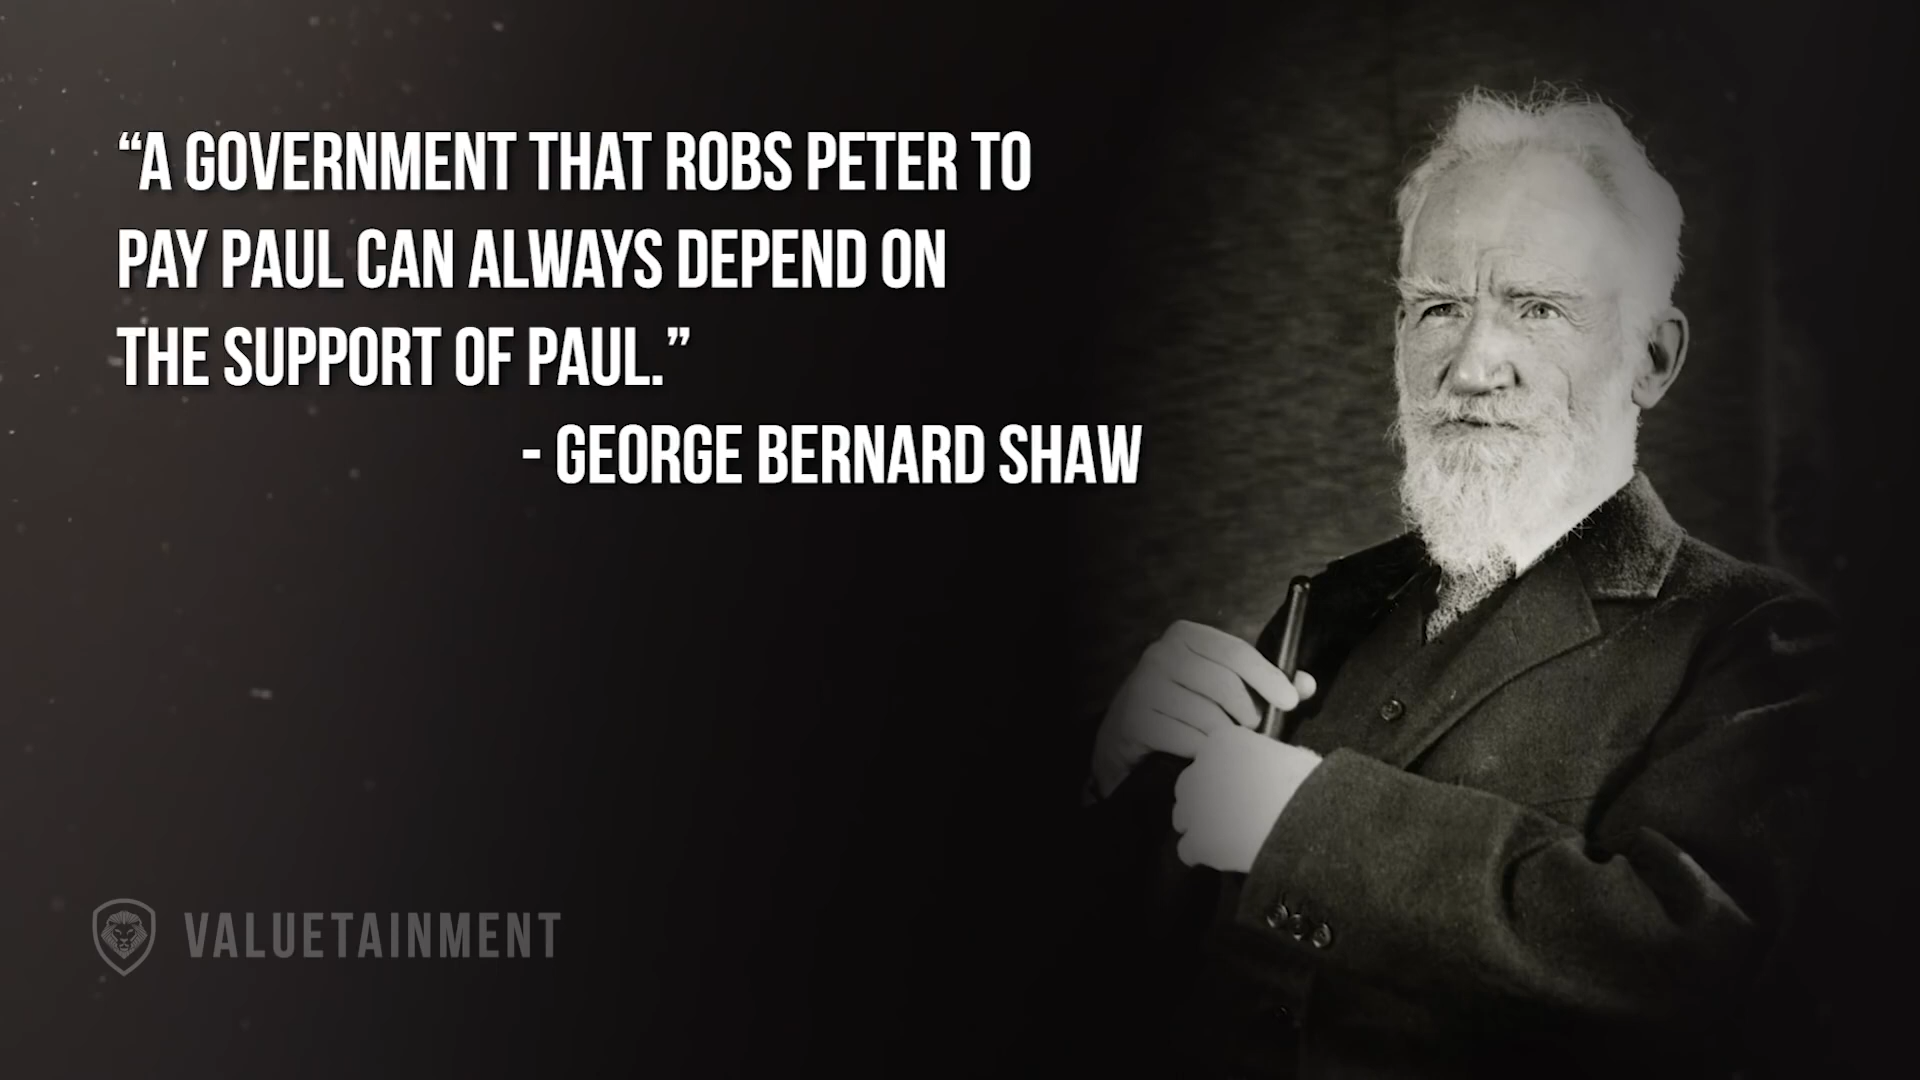 “A GOVERNMENT THAT ROBS PETER TO
PAY PAUL CAN ALWAYS DEPEND ON
THE SUPPORT OF PAUL.”
- GEORGE BERNARD SHAW
VALUETAINMENT